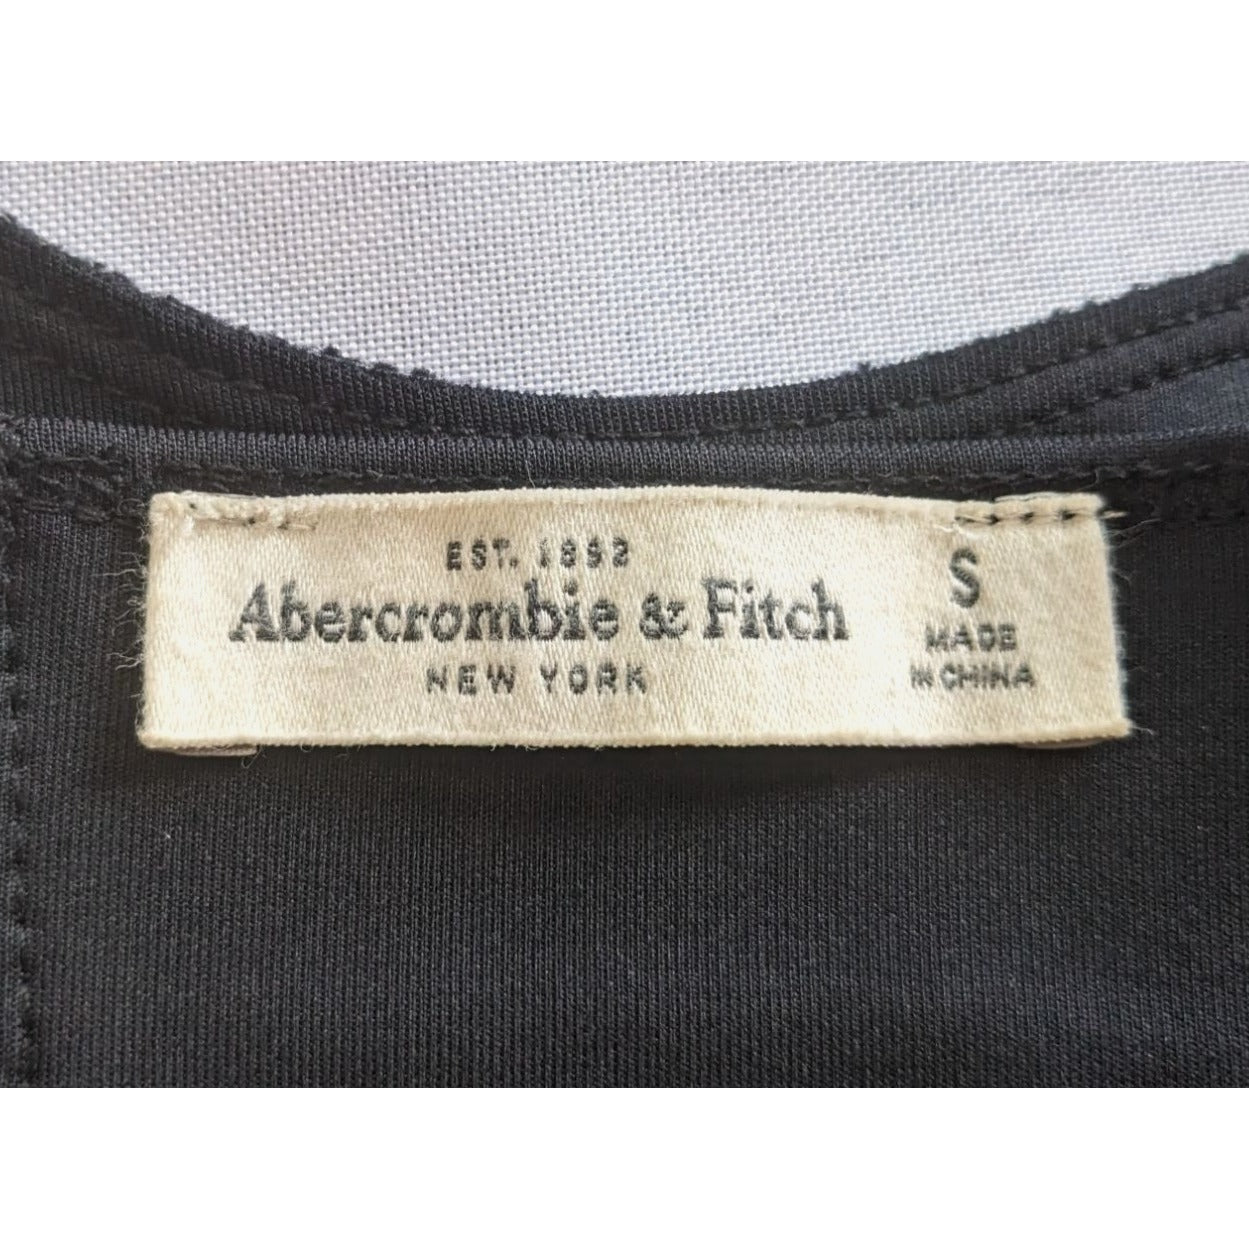 EST. 1892
Abercrombie & Fitch
NEW YORK
S
MADE
IN CHINA